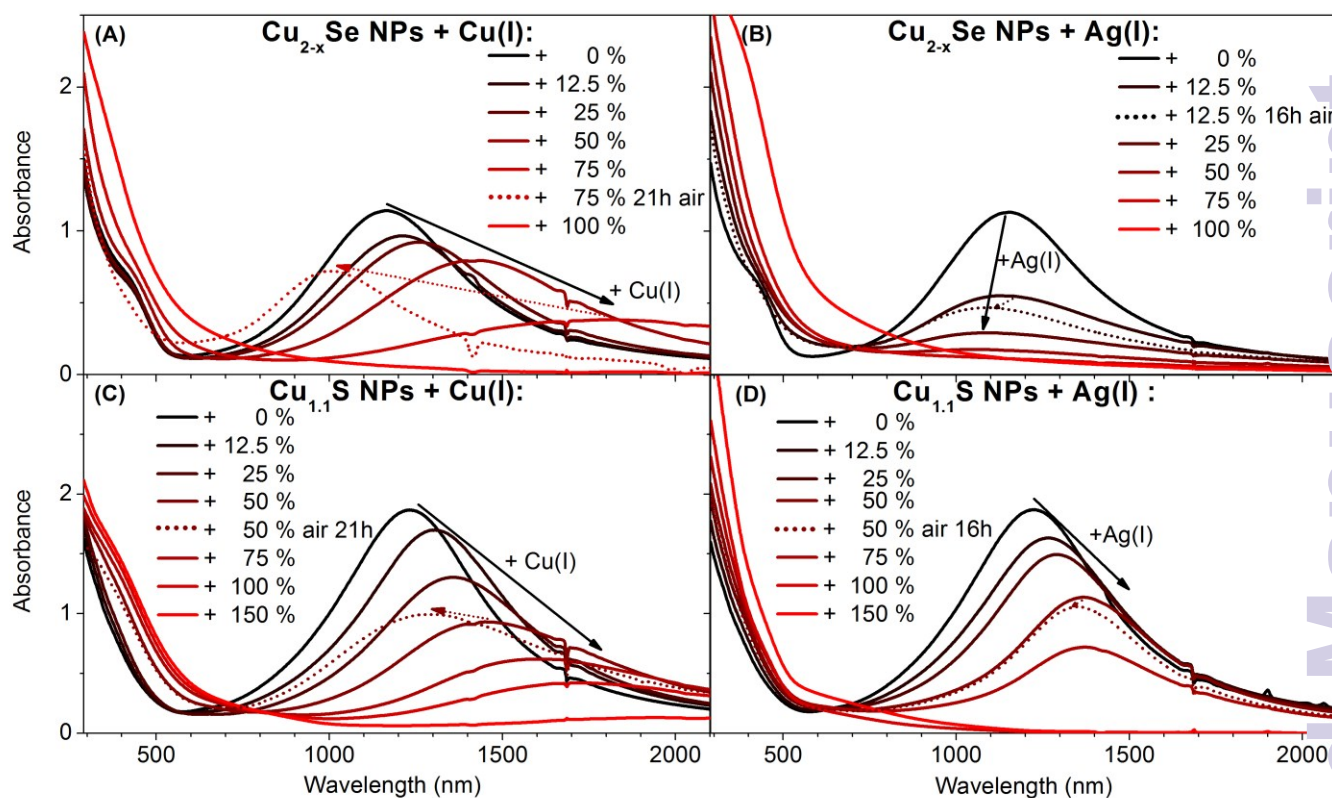 (A) Cu2-xSe NPs + Cu(I):
+ 0 %
+ 12.5 %
+ 25 %
+ 50 %
+ 75 %
+ 75 % 21h air
+ 100 %
+ Cu(I)
2
1
0
Absorbance
(B) Cu2-xSe NPs + Ag(I):
+ 0 %
+ 12.5 %
+ 12.5 % 16h air
+ 25 %
+ 50 %
+ 75 %
+ 100 %
+Ag(I)
(C) Cu1.1S NPs + Cu(I):
+ 0 %
+ 12.5 %
+ 25 %
+ 50 %
+ 50 % air 21h
+ 75 %
+ 100 %
+ 150 %
+ Cu(I)
2
1
0
Absorbance
500 1000 1500 2000
Wavelength (nm)
(D) Cu1.1S NPs + Ag(I) :
+ 0 %
+ 12.5 %
+ 25 %
+ 50 %
+ 50 % air 16h
+ 75 %
+ 100 %
+ 150 %
+Ag(I)
500 1000 1500 2000
Wavelength (nm)